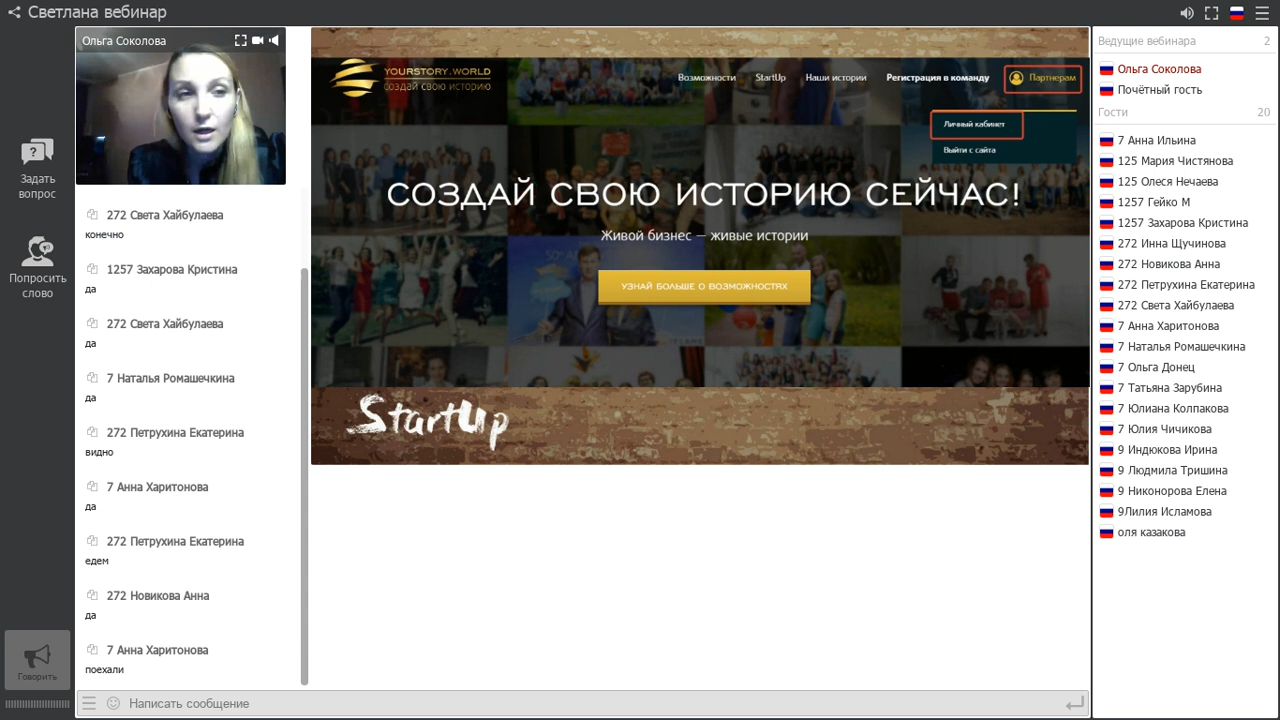 Светлана вебинар
Задать
вопрос
Попросить
слово
Говорить
Ольга Соколова
272 Света Хайбулаева
конечно
1257 Захарова Кристина
да
272 Света Хайбулаева
да
7 Наталья Ромашечкина
да
272 Петрухина Екатерина
видно
7 Анна Харитонова
да
272 Петрухина Екатерина
едем
272 Новикова Анна
да
7 Анна Харитонова
поехали
Написать сообщение
YOURSTORY.WORLD
СОЗДАЙ СВОЮ ИСТОРИЮ
Возможности StartUp Наши истории Регистрация в команду Партнерам
Личный кабинет
Выйти с сайта
СОЗДАЙ СВОЮ ИСТОРИЮ СЕЙЧАС!
Живой бизнес — живые истории
УЗНАЙ БОЛЬШЕ О ВОЗМОЖНОСТЯХ
StartUp
Ведущие вебинара 2
Ольга Соколова
Почётный гость
Гости 20
7 Анна Ильина
125 Мария Чистянова
125 Олеся Нечаева
1257 Гейко М
1257 Захарова Кристина
272 Инна Щучинова
272 Новикова Анна
272 Петрухина Екатерина
272 Света Хайбулаева
7 Анна Харитонова
7 Наталья Ромашечкина
7 Ольга Донец
7 Татьяна Зарубина
7 Юлиана Колпакова
7 Юлия Чичикова
9 Индюкова Ирина
9 Людмила Тришина
9 Никонорова Елена
9Лилия Исламова
оля казакова